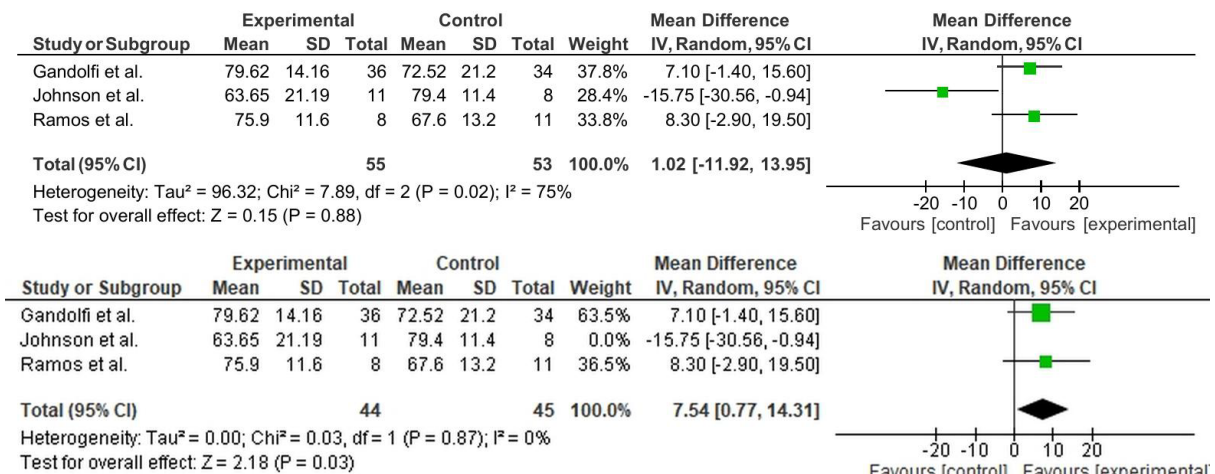 Experimental Control Mean Difference Mean Difference
Study or Subgroup Mean SD Total Mean SD Total Weight IV, Random, 95% CI IV, Random, 95% CI
Gandolfi et al. 79.62 14.16 36 72.52 21.2 34 37.8% 7.10 [-1.40, 15.60]
Johnson et al. 63.65 21.19 11 79.4 11.4 8 28.4% -15.75 [-30.56, -0.94]
Ramos et al. 75.9 11.6 8 67.6 13.2 11 33.8% 8.30 [-2.90, 19.50]
Total (95% CI) 55 53 100.0% 1.02 [-11.92, 13.95]
Heterogeneity: Tau² = 96.32; Chi² = 7.89, df = 2 (P = 0.02); I² = 75%
Test for overall effect: Z = 0.15 (P = 0.88)
-20 -10 0 10 20
Favours [control] Favours [experimental]
Experimental Control Mean Difference Mean Difference
Study or Subgroup Mean SD Total Mean SD Total Weight IV, Random, 95% CI IV, Random, 95% CI
Gandolfi et al. 79.62 14.16 36 72.52 21.2 34 63.5% 7.10 [-1.40, 15.60]
Johnson et al. 63.65 21.19 11 79.4 11.4 8 0.0% -15.75 [-30.56, -0.94]
Ramos et al. 75.9 11.6 8 67.6 13.2 11 36.5% 8.30 [-2.90, 19.50]
Total (95% CI) 44 45 100.0% 7.54 [0.77, 14.31]
Heterogeneity: Tau² = 0.00; Chi² = 0.03, df = 1 (P = 0.87); I² = 0%
Test for overall effect: Z = 2.18 (P = 0.03)
-20 -10 0 10 20
Favours [control] Favours [experimental]